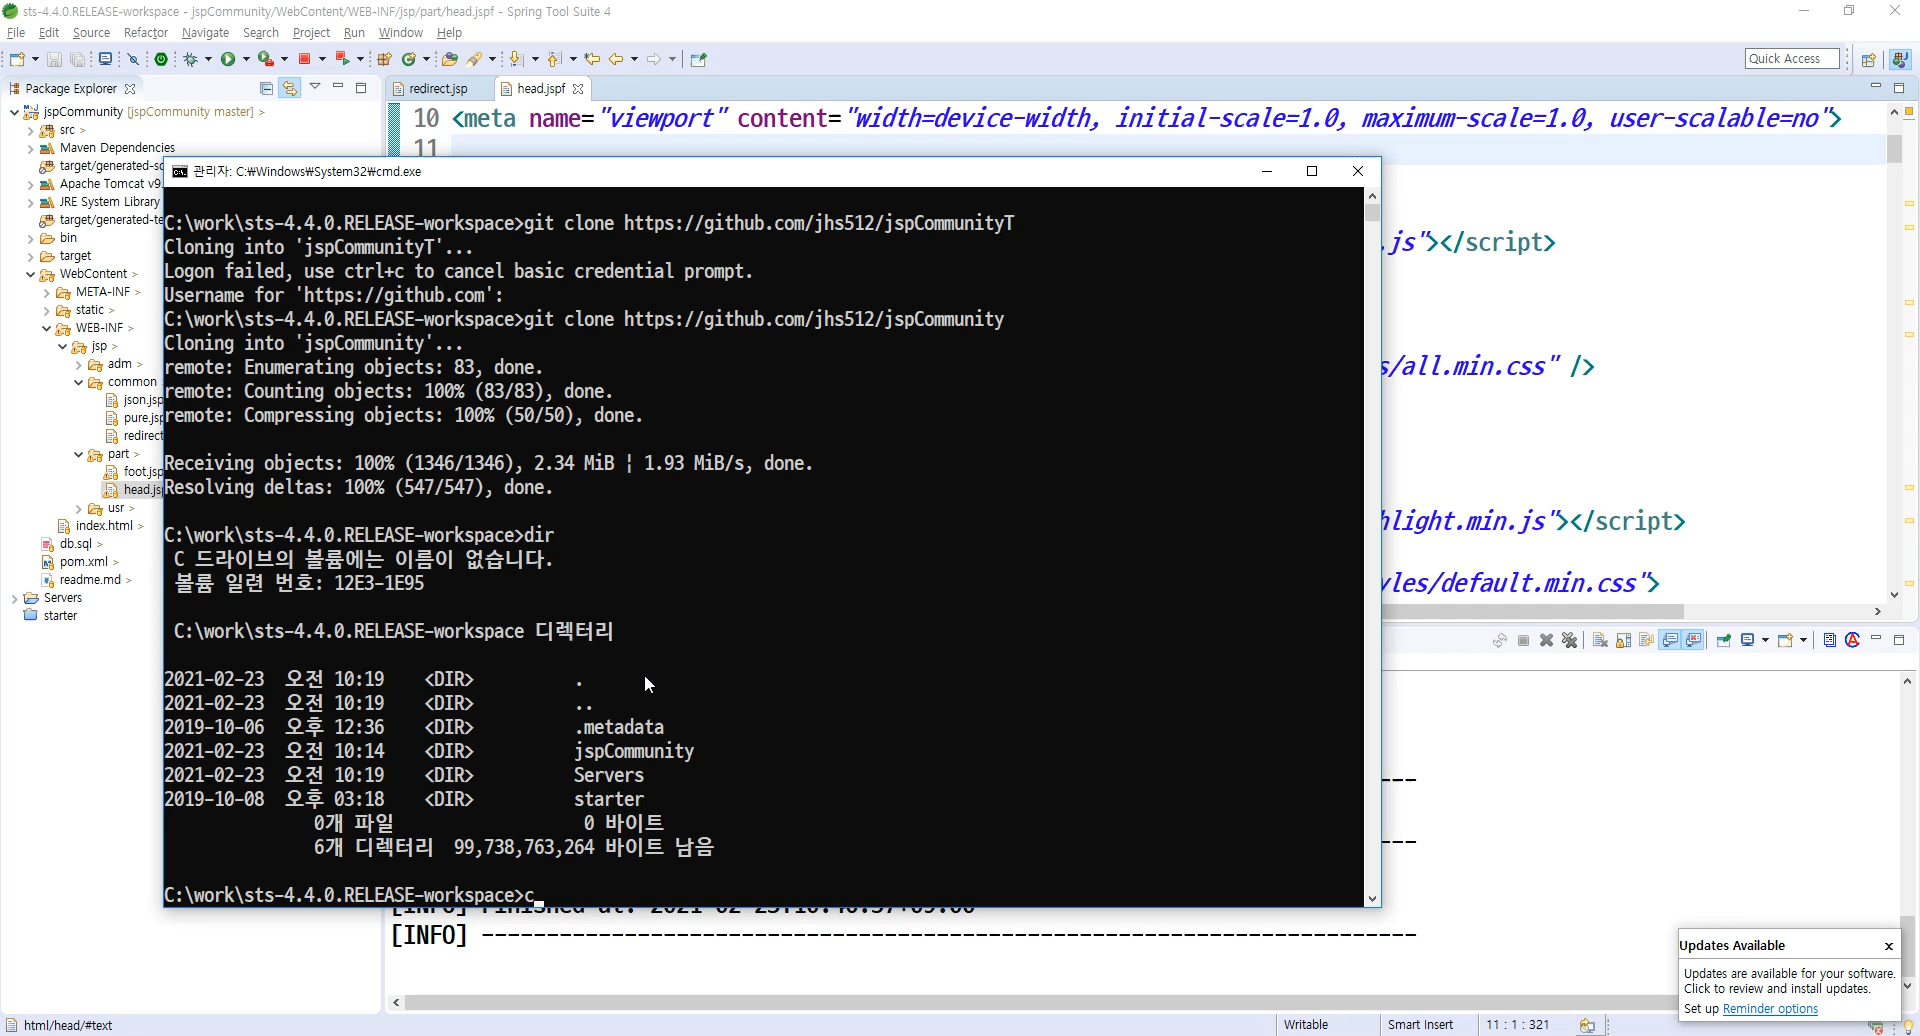 sts-4.4.0.RELEASE-workspace - jspCommunity/WebContent/WEB-INF/jsp/part/head.jspf - Spring Tool Suite 4
File Edit Source Refactor Navigate Search Project Run Window Help
Quick Access
Package Explorer
redirect.jsp
head.jspf
jspCommunity [jspCommunity master] >
src >
Maven Dependencies
target/generated-so
Apache Tomcat v9.
JRE System Library
target/generated-te
bin
target
WebContent >
META-INF >
static >
WEB-INF >
jsp >
adm >
common
json.jsp
pure.jsp
redirect
part >
foot.jsp
head.jsp
usr >
index.html >
db.sql >
pom.xml >
readme.md >
Servers
starter
10 <meta name="viewport" content="width=device-width, initial-scale=1.0, maximum-scale=1.0, user-scalable=no">
11
.js"></script>
s/all.min.css" />
hlight.min.js"></script>
yles/default.min.css">
관리자: C:₩Windows₩System32₩cmd.exe
C:\work\sts-4.4.0.RELEASE-workspace>git clone https://github.com/jhs512/jspCommunityT
Cloning into 'jspCommunityT'...
Logon failed, use ctrl+c to cancel basic credential prompt.
Username for 'https://github.com':
C:\work\sts-4.4.0.RELEASE-workspace>git clone https://github.com/jhs512/jspCommunity
Cloning into 'jspCommunity'...
remote: Enumerating objects: 83, done.
remote: Counting objects: 100% (83/83), done.
remote: Compressing objects: 100% (50/50), done.
Receiving objects: 100% (1346/1346), 2.34 MiB ¦ 1.93 MiB/s, done.
Resolving deltas: 100% (547/547), done.
C:\work\sts-4.4.0.RELEASE-workspace>dir
C 드라이브의 볼륨에는 이름이 없습니다.
볼륨 일련 번호: 12E3-1E95
C:\work\sts-4.4.0.RELEASE-workspace 디렉터리
2021-02-23 오전 10:19 <DIR> .
2021-02-23 오전 10:19 <DIR> ..
2019-10-06 오후 12:36 <DIR> .metadata
2021-02-23 오전 10:14 <DIR> jspCommunity
2021-02-23 오전 10:19 <DIR> Servers
2019-10-08 오후 03:18 <DIR> starter
0개 파일 0 바이트
6개 디렉터리 99,738,763,264 바이트 남음
C:\work\sts-4.4.0.RELEASE-workspace>c
[INFO] ------------------------------------------------------------------------
Updates Available
Updates are available for your software.
Click to review and install updates.
Set up Reminder options
html/head/#text
Writable
Smart Insert
11 : 1 : 321